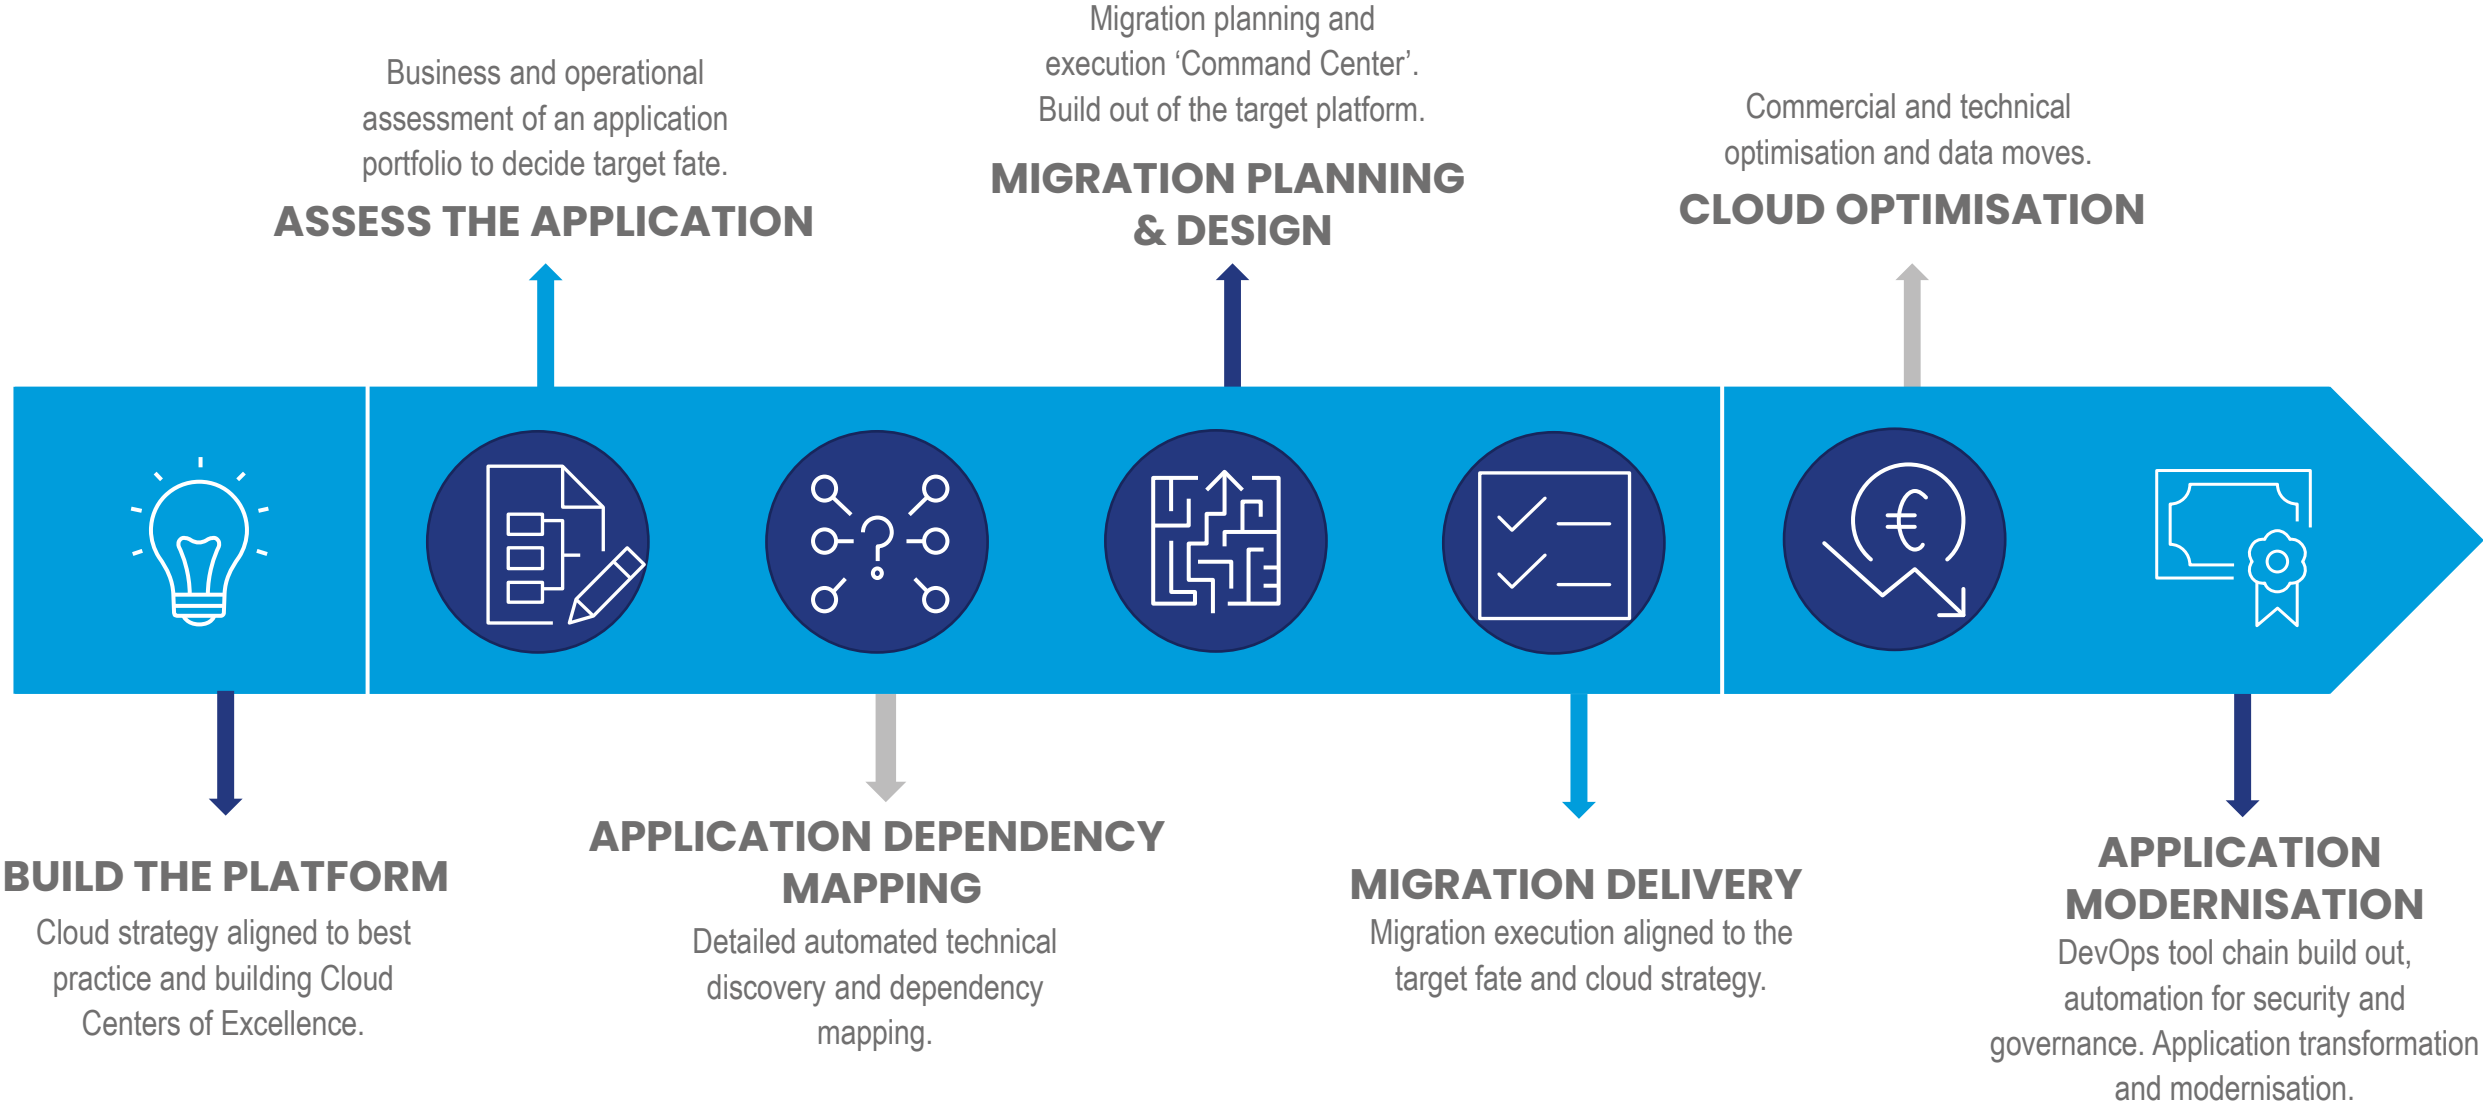 Business and operational
assessment of an application
portfolio to decide target fate.
ASSESS THE APPLICATION
Migration planning and
execution ‘Command Center’.
Build out of the target platform.
MIGRATION PLANNING
& DESIGN
Commercial and technical
optimisation and data moves.
CLOUD OPTIMISATION
?
€
BUILD THE PLATFORM
Cloud strategy aligned to best
practice and building Cloud
Centers of Excellence.
APPLICATION DEPENDENCY
MAPPING
Detailed automated technical
discovery and dependency
mapping.
MIGRATION DELIVERY
Migration execution aligned to the
target fate and cloud strategy.
APPLICATION
MODERNISATION
DevOps tool chain build out,
automation for security and
governance. Application transformation
and modernisation.